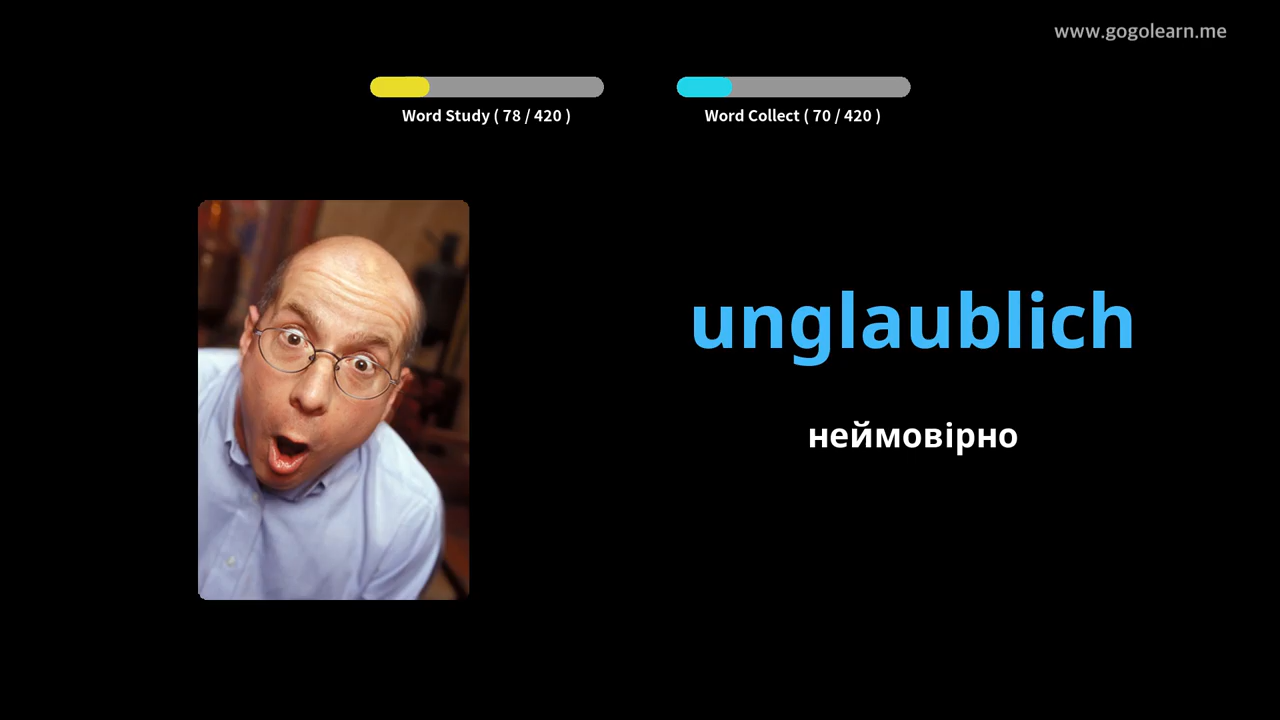 www.gogolearn.me
Word Study ( 78 / 420 )
Word Collect ( 70 / 420 )
unglaublich
неймовірно